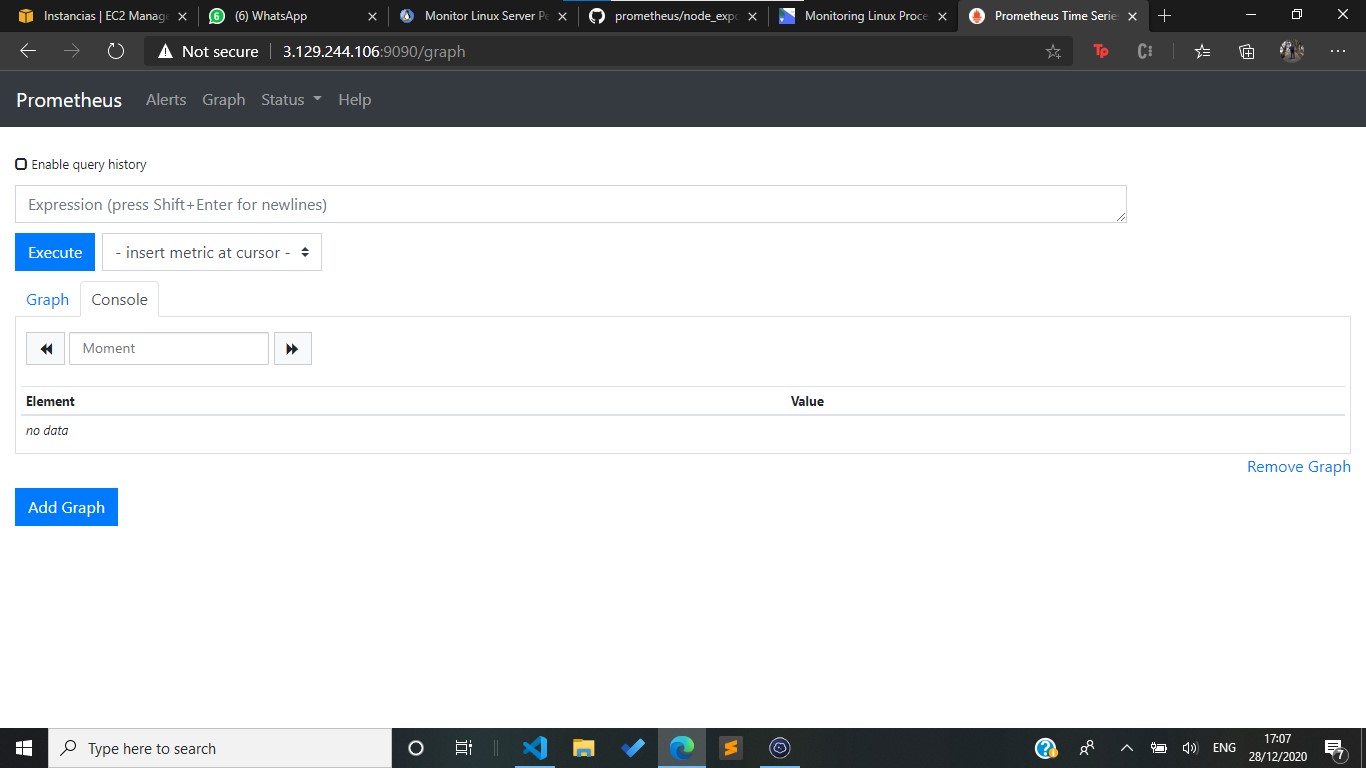 Instancias | EC2 Manag
6
(6) WhatsApp
Monitor Linux Server Pe
prometheus/node_expo
Monitoring Linux Proce
Prometheus Time Serie
Not secure
3.129.244.106:9090/graph
Tp
Prometheus
Alerts
Graph
Status
Help
Enable query history
Expression (press Shift+Enter for newlines)
Execute
- insert metric at cursor -
Graph
Console
Moment
Element
Value
no data
Remove Graph
Add Graph
Type here to search
ENG
17:07
28/12/2020
7